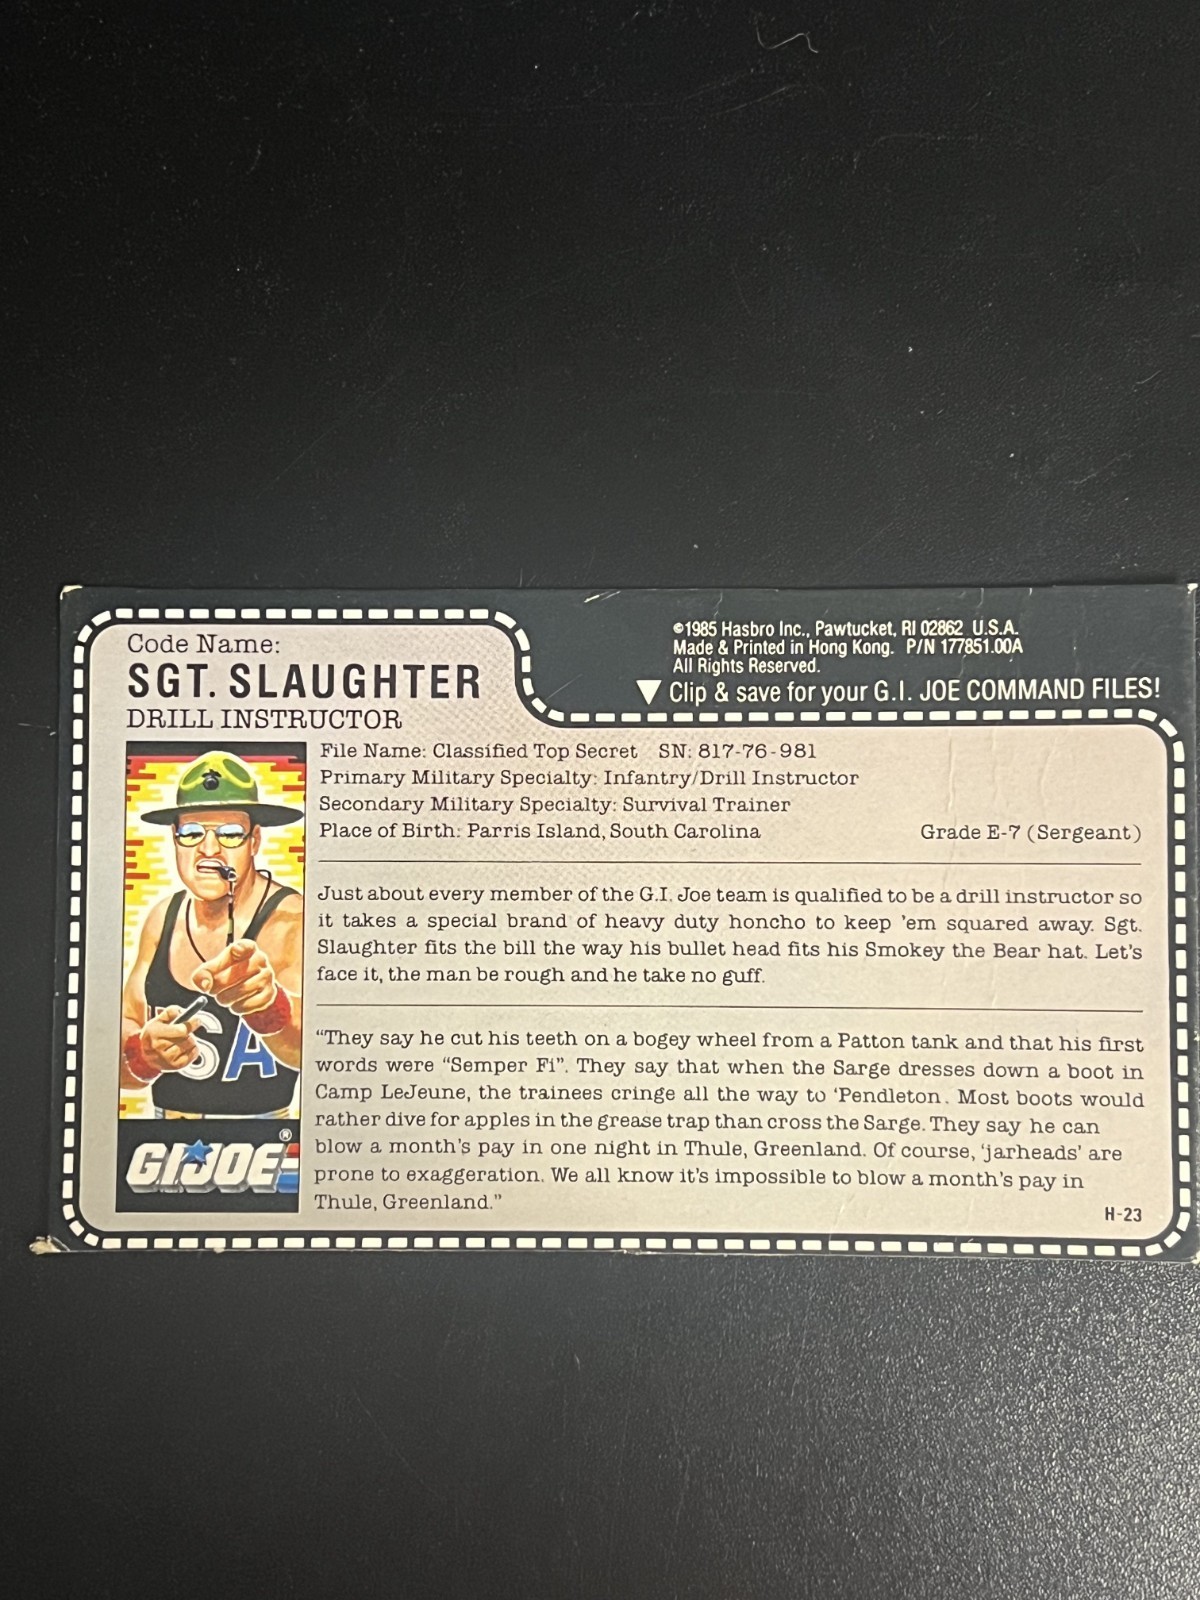 ©1985 Hasbro Inc., Pawtucket, RI 02862 U.S.A.
Made & Printed in Hong Kong. P/N 177851.00A
All Rights Reserved.
▼ Clip & save for your G.I. JOE COMMAND FILES!
Code Name:
SGT. SLAUGHTER
DRILL INSTRUCTOR
File Name: Classified Top Secret SN: 817-76-981
Primary Military Specialty: Infantry/Drill Instructor
Secondary Military Specialty: Survival Trainer
Place of Birth: Parris Island, South Carolina Grade E-7 (Sergeant)
Just about every member of the G.I. Joe team is qualified to be a drill instructor so
it takes a special brand of heavy duty honcho to keep 'em squared away. Sgt.
Slaughter fits the bill the way his bullet head fits his Smokey the Bear hat. Let's
face it, the man be rough and he take no guff.
"They say he cut his teeth on a bogey wheel from a Patton tank and that his first
words were "Semper Fi". They say that when the Sarge dresses down a boot in
Camp LeJeune, the trainees cringe all the way to 'Pendleton. Most boots would
rather dive for apples in the grease trap than cross the Sarge. They say he can
blow a month's pay in one night in Thule, Greenland. Of course, 'jarheads' are
prone to exaggeration. We all know it's impossible to blow a month's pay in
Thule, Greenland."
H-23
SA
GI JOE®